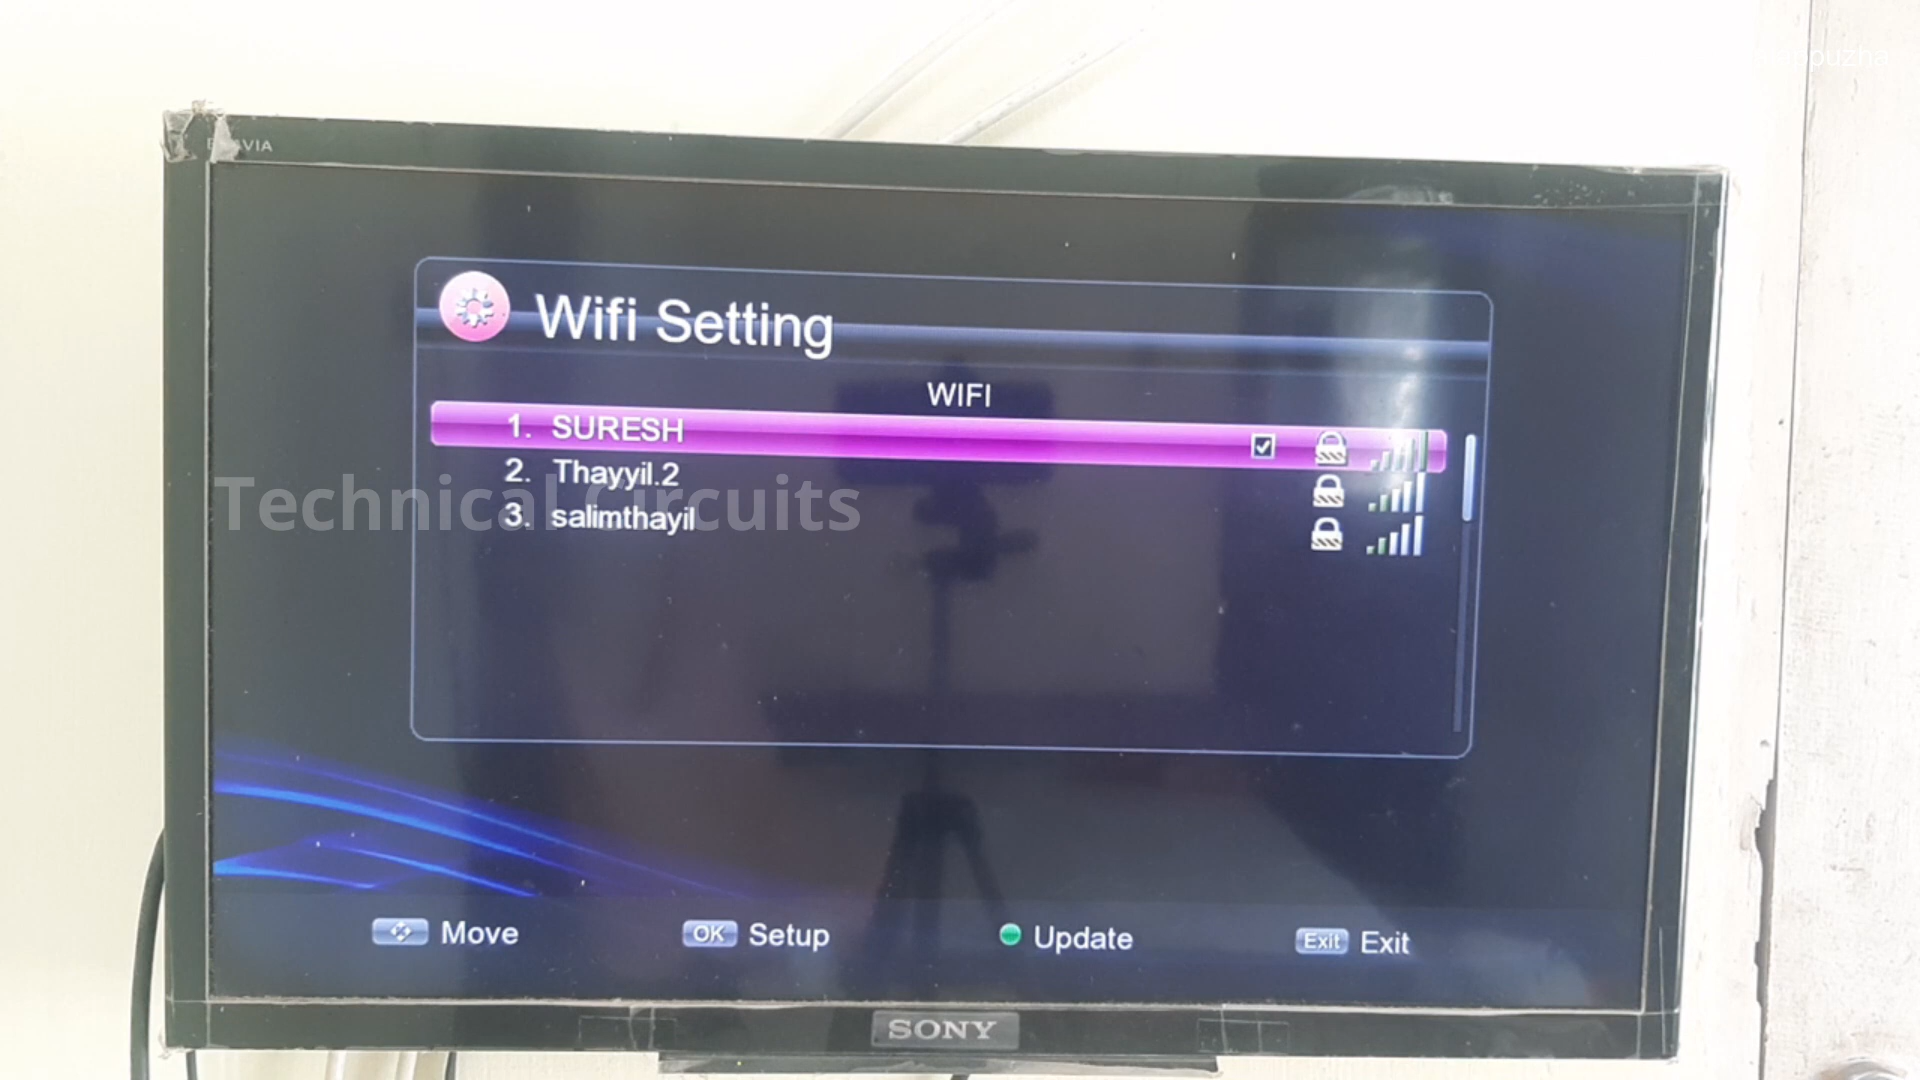 Wifi Setting
WIFI
1. SURESH
2. Thayyil.2
3. salimthayil
Technical Circuits
Move
OK Setup
Update
Exit Exit
SONY